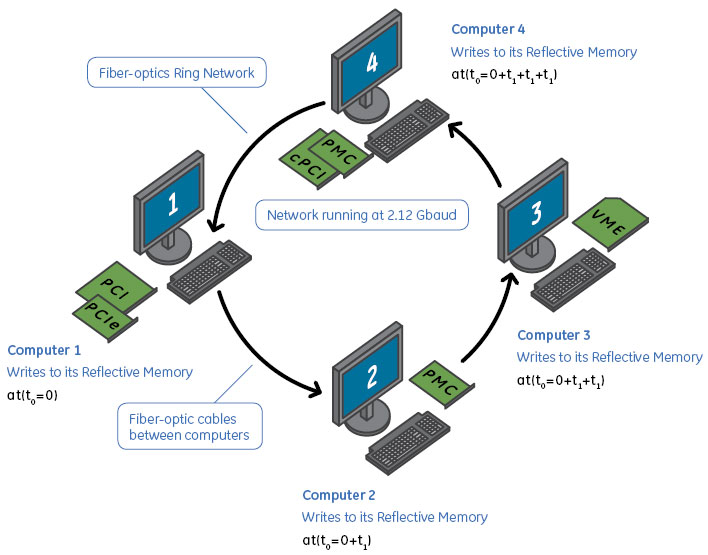 Computer 4
Writes to its Reflective Memory
at(t₀=0+t₁+t₁+t₁)
Fiber-optics Ring Network
4
PMC
cPCI
Network running at 2.12 Gbaud
1
PCI
PCIe
3
VME
Computer 1
Writes to its Reflective Memory
at(t₀=0)
Computer 3
Writes to its Reflective Memory
at(t₀=0+t₁+t₁)
2
PMC
Fiber-optic cables
between computers
Computer 2
Writes to its Reflective Memory
at(t₀=0+t₁)